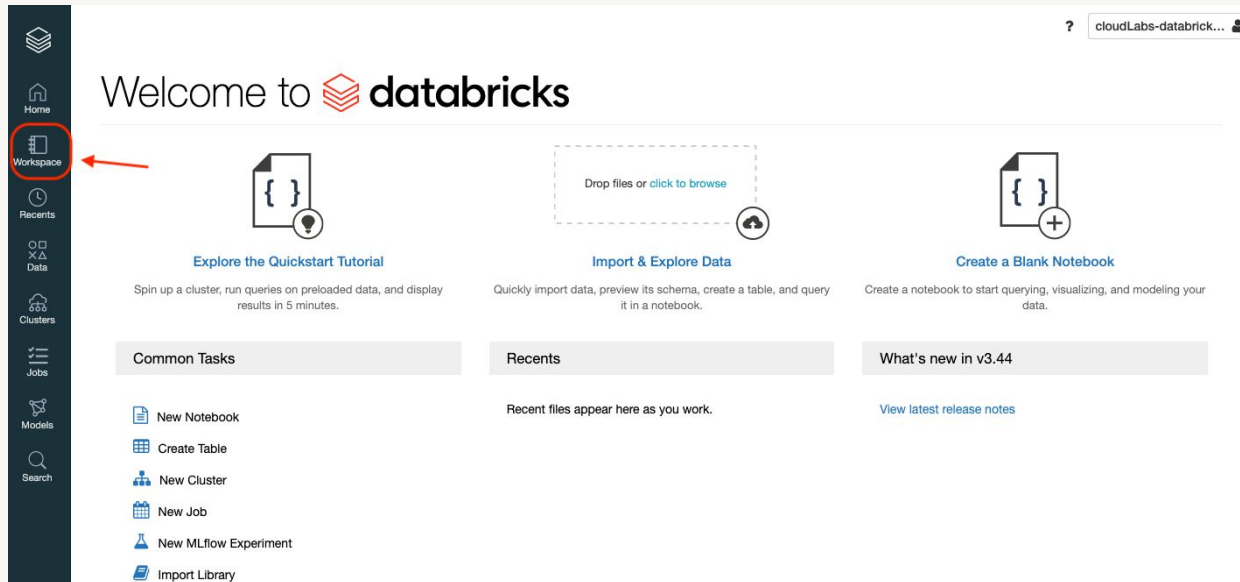 ? cloudLabs-databrick...
Home
Workspace
Recents
Data
Clusters
Jobs
Models
Search
Welcome to databricks
{ }
Explore the Quickstart Tutorial
Spin up a cluster, run queries on preloaded data, and display
results in 5 minutes.
Drop files or click to browse
Import & Explore Data
Quickly import data, preview its schema, create a table, and query
it in a notebook.
{ }
Create a Blank Notebook
Create a notebook to start querying, visualizing, and modeling your
data.
Common Tasks
New Notebook
Create Table
New Cluster
New Job
New MLflow Experiment
Import Library
Recents
Recent files appear here as you work.
What's new in v3.44
View latest release notes